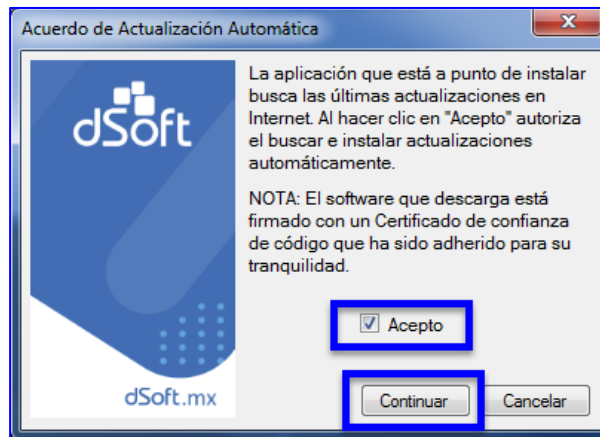 Acuerdo de Actualización Automática
dSoft
La aplicación que está a punto de instalar
busca las últimas actualizaciones en
Internet. Al hacer clic en "Acepto" autoriza
el buscar e instalar actualizaciones
automáticamente.
NOTA: El software que descarga está
firmado con un Certificado de confianza
de código que ha sido adherido para su
tranquilidad.
Acepto
dSoft.mx
Continuar
Cancelar